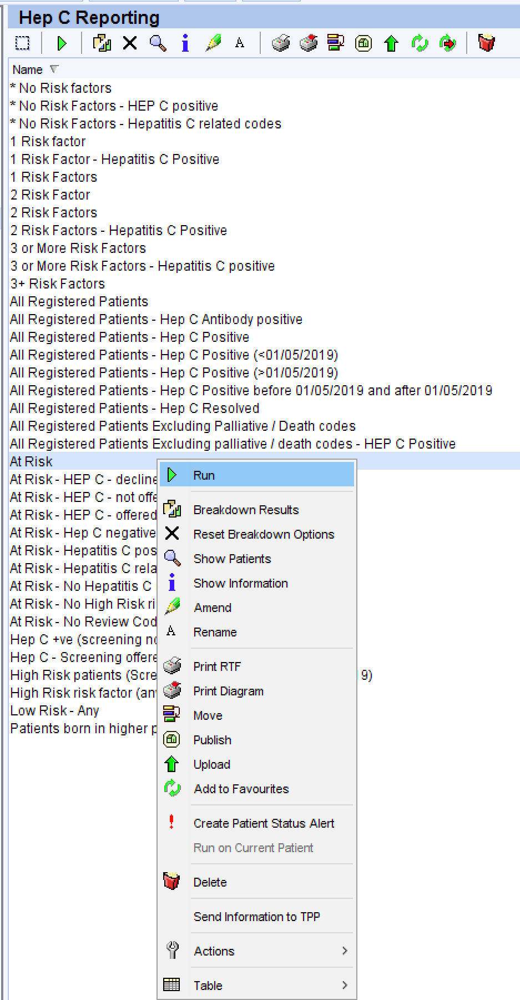 Hep C Reporting
Name
* No Risk factors
* No Risk Factors - HEP C positive
* No Risk Factors - Hepatitis C related codes
1 Risk factor
1 Risk Factor - Hepatitis C Positive
1 Risk Factors
2 Risk Factor
2 Risk Factors
2 Risk Factors - Hepatitis C Positive
3 or More Risk Factors
3 or More Risk Factors - Hepatitis C positive
3+ Risk Factors
All Registered Patients
All Registered Patients - Hep C Antibody positive
All Registered Patients - Hep C Positive
All Registered Patients - Hep C Positive (<01/05/2019)
All Registered Patients - Hep C Positive (>01/05/2019)
All Registered Patients - Hep C Positive before 01/05/2019 and after 01/05/2019
All Registered Patients - Hep C Resolved
All Registered Patients Excluding Palliative / Death codes
All Registered Patients Excluding palliative / death codes - HEP C Positive
At Risk
At Risk - HEP C - decline
At Risk - HEP C - not offe
At Risk - HEP C - offered
At Risk - Hep C negative
At Risk - Hepatitis C pos
At Risk - Hepatitis C rela
At Risk - No Hepatitis C
At Risk - No High Risk ri
At Risk - No Review Cod
Hep C +ve (screening no
Hep C - Screening offere
High Risk patients (Scre 9)
High Risk risk factor (an
Low Risk - Any
Patients born in higher p
Run
Breakdown Results
Reset Breakdown Options
Show Patients
Show Information
Amend
Rename
Print RTF
Print Diagram
Move
Publish
Upload
Add to Favourites
Create Patient Status Alert
Run on Current Patient
Delete
Send Information to TPP
Actions
Table